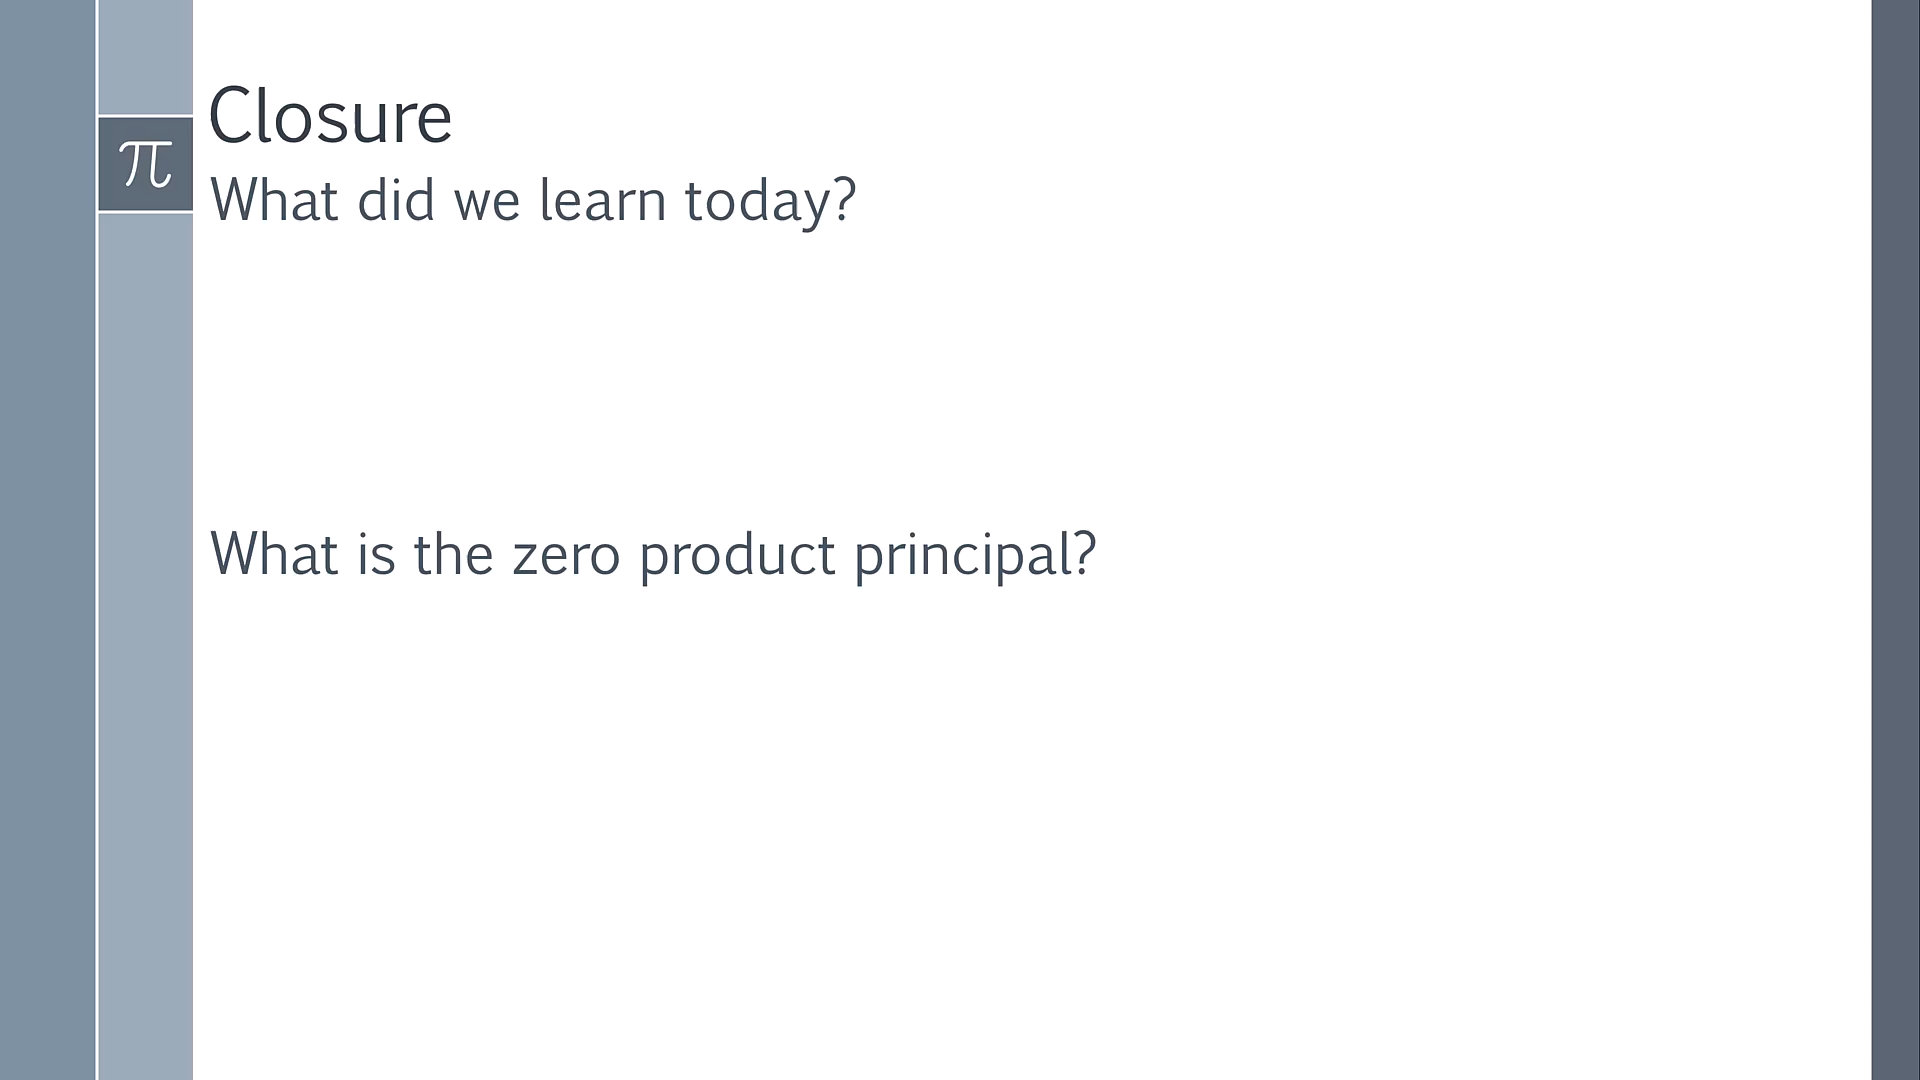 π
Closure
What did we learn today?
What is the zero product principal?